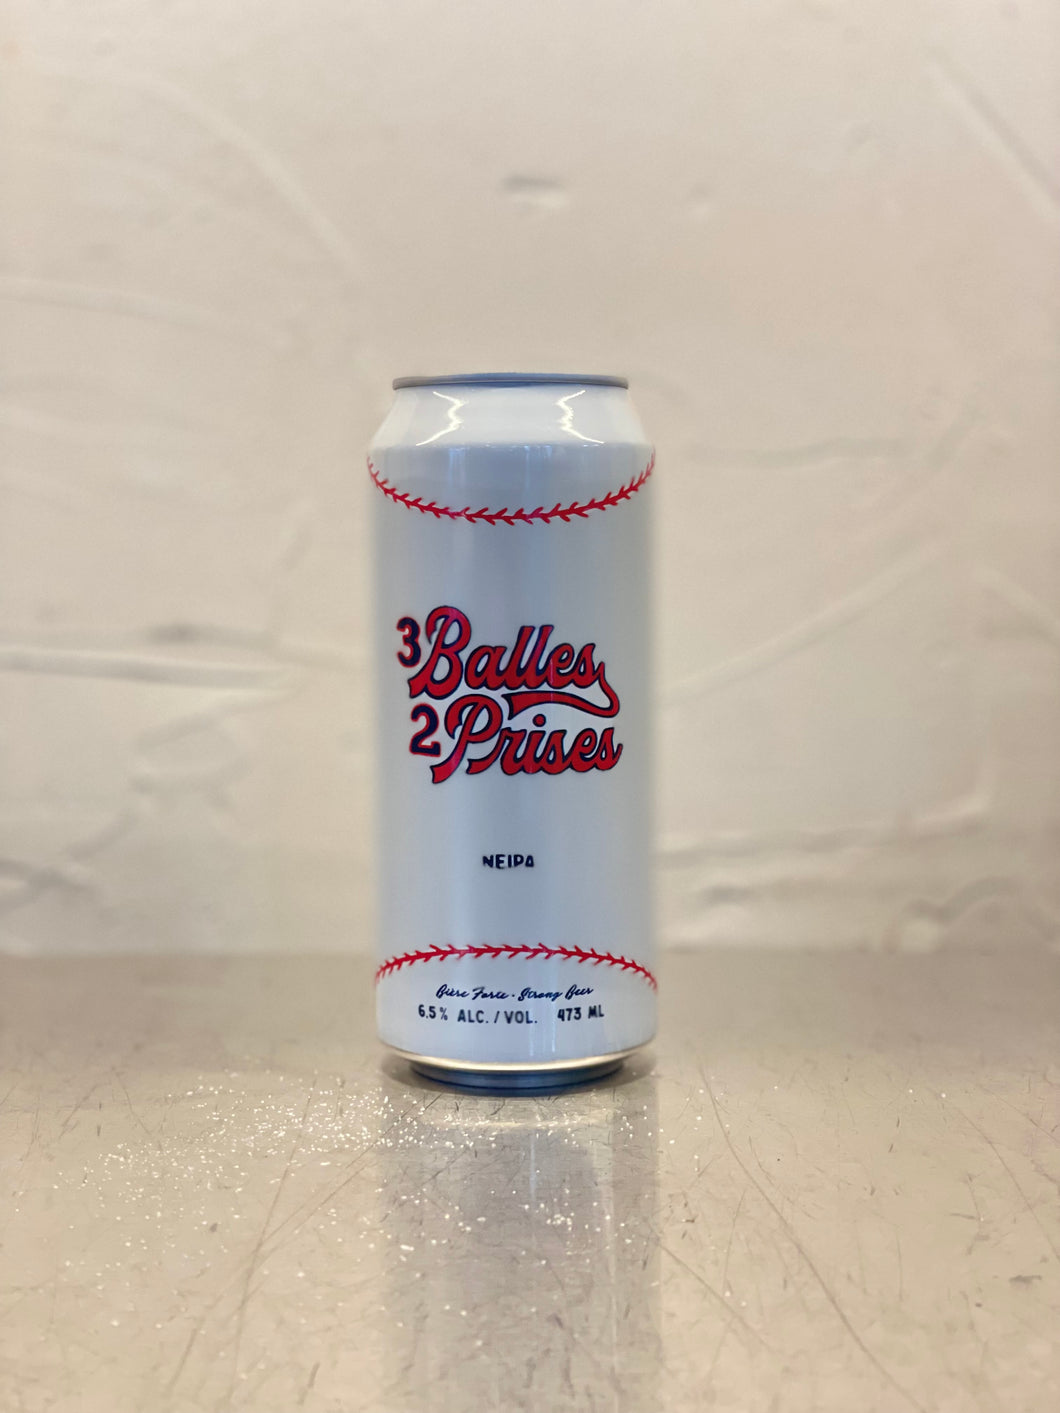 3 Balles
2 Prises
NEIPA
Bière Forte · Strong Beer
6.5% ALC. / VOL. 473 ML